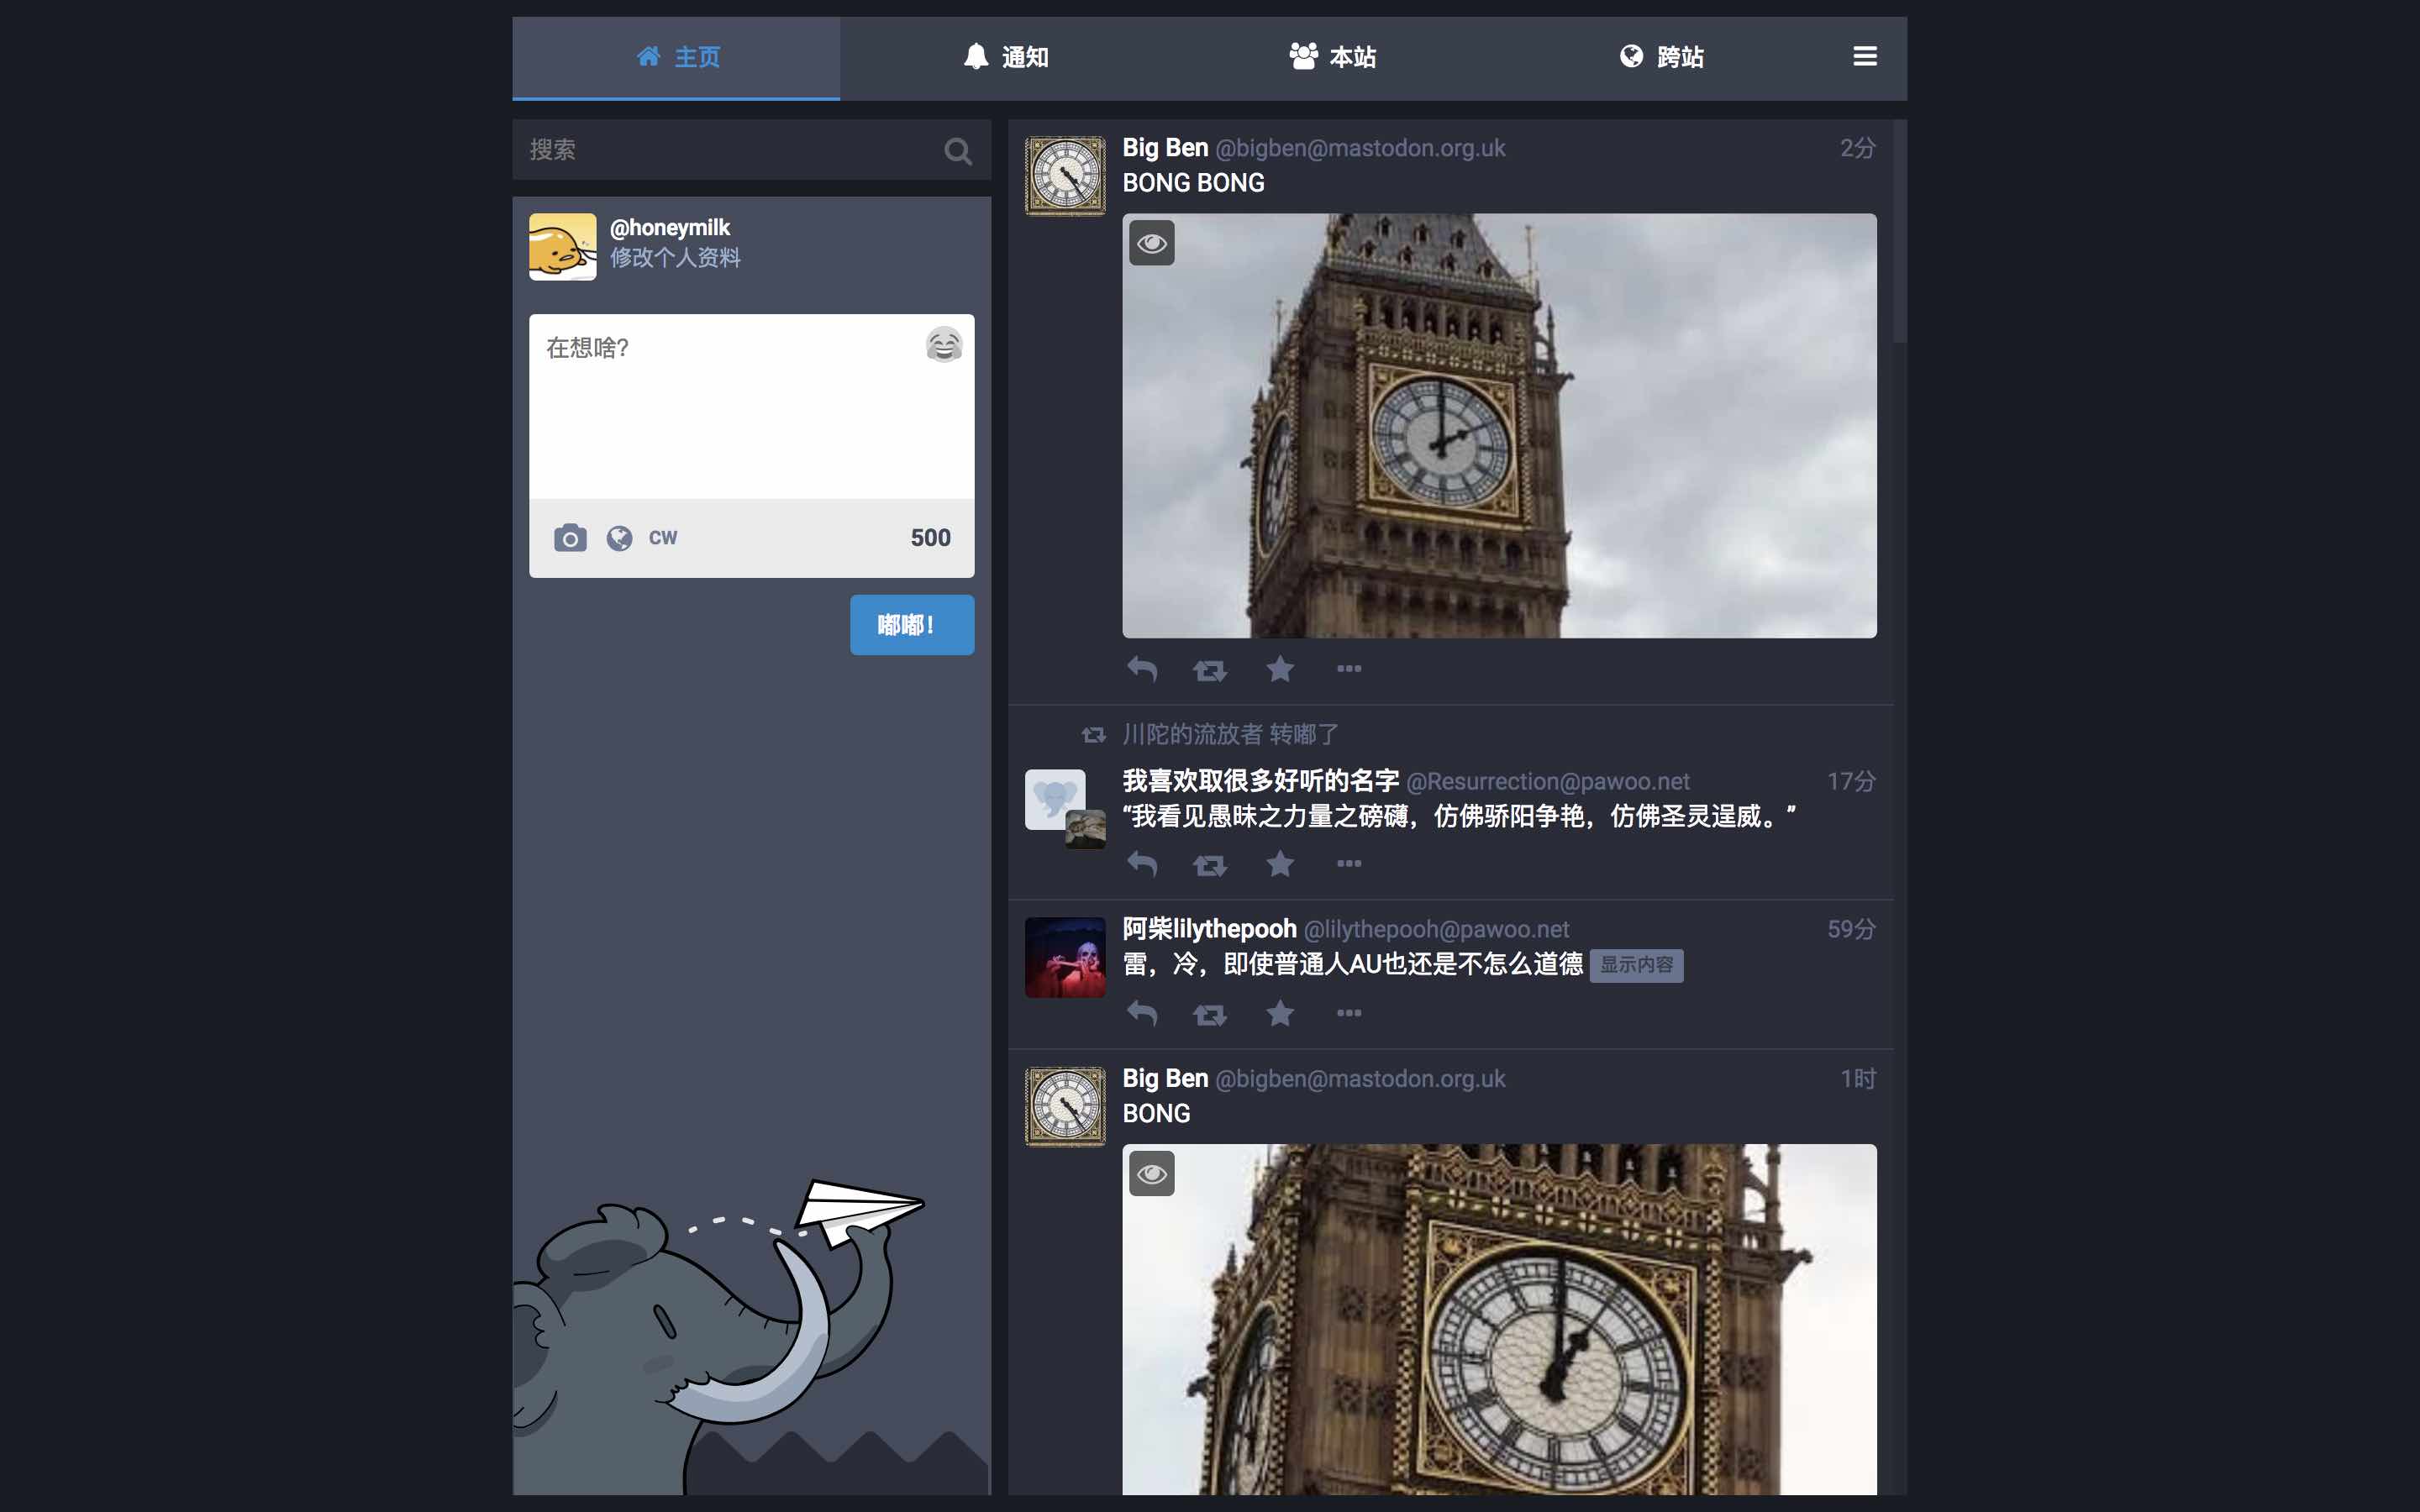 主页
通知
本站
跨站
搜索
@honeymilk
修改个人资料
在想啥?
CW
500
嘟嘟!
Big Ben @bigben@mastodon.org.uk 2分
BONG BONG
川陀的流放者 转嘟了
我喜欢取很多好听的名字 @Resurrection@pawoo.net 17分
“我看见愚昧之力量之磅礴，仿佛骄阳争艳，仿佛圣灵逞威。”
阿柴lilythepooh @lilythepooh@pawoo.net 59分
雷，冷，即使普通人AU也还是不怎么道德 显示内容
Big Ben @bigben@mastodon.org.uk 1时
BONG